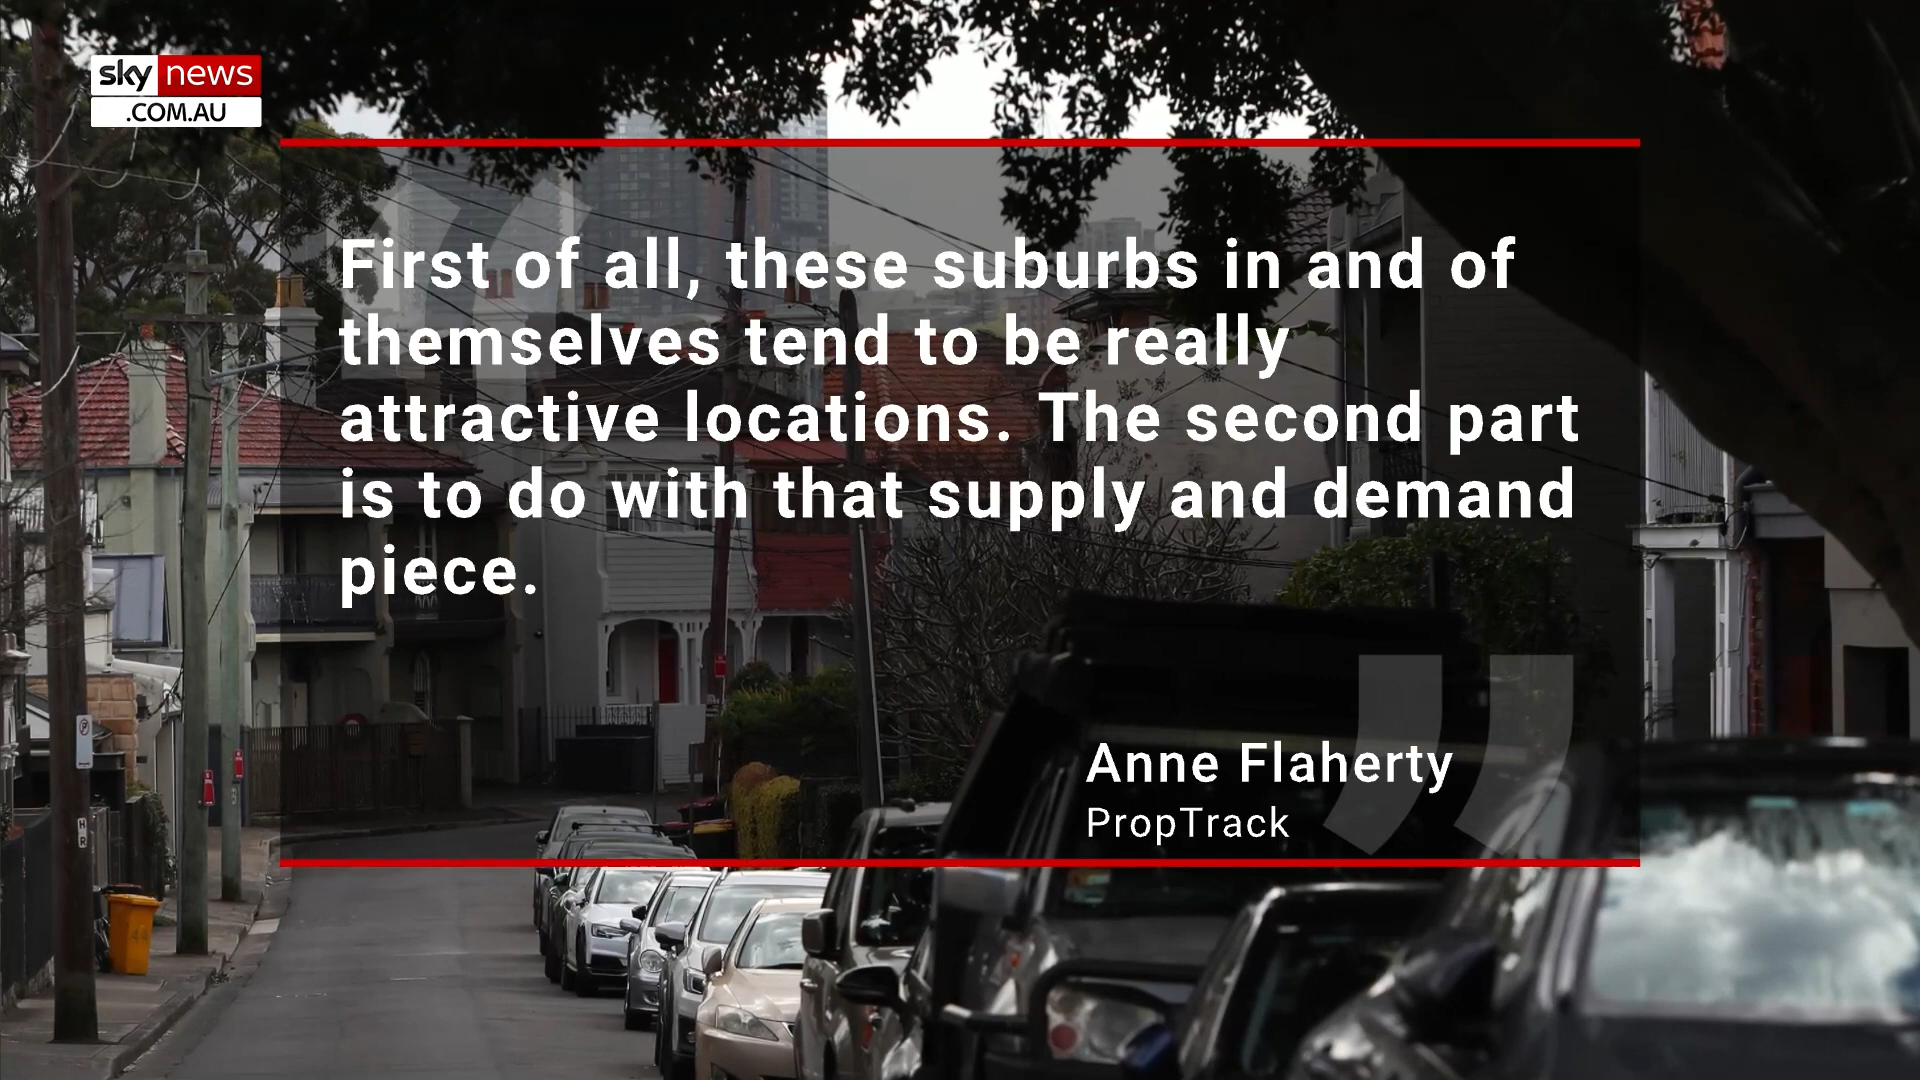 sky news
.COM.AU
First of all, these suburbs in and of
themselves tend to be really
attractive locations. The second part
is to do with that supply and demand
piece.
Anne Flaherty
PropTrack
H
R